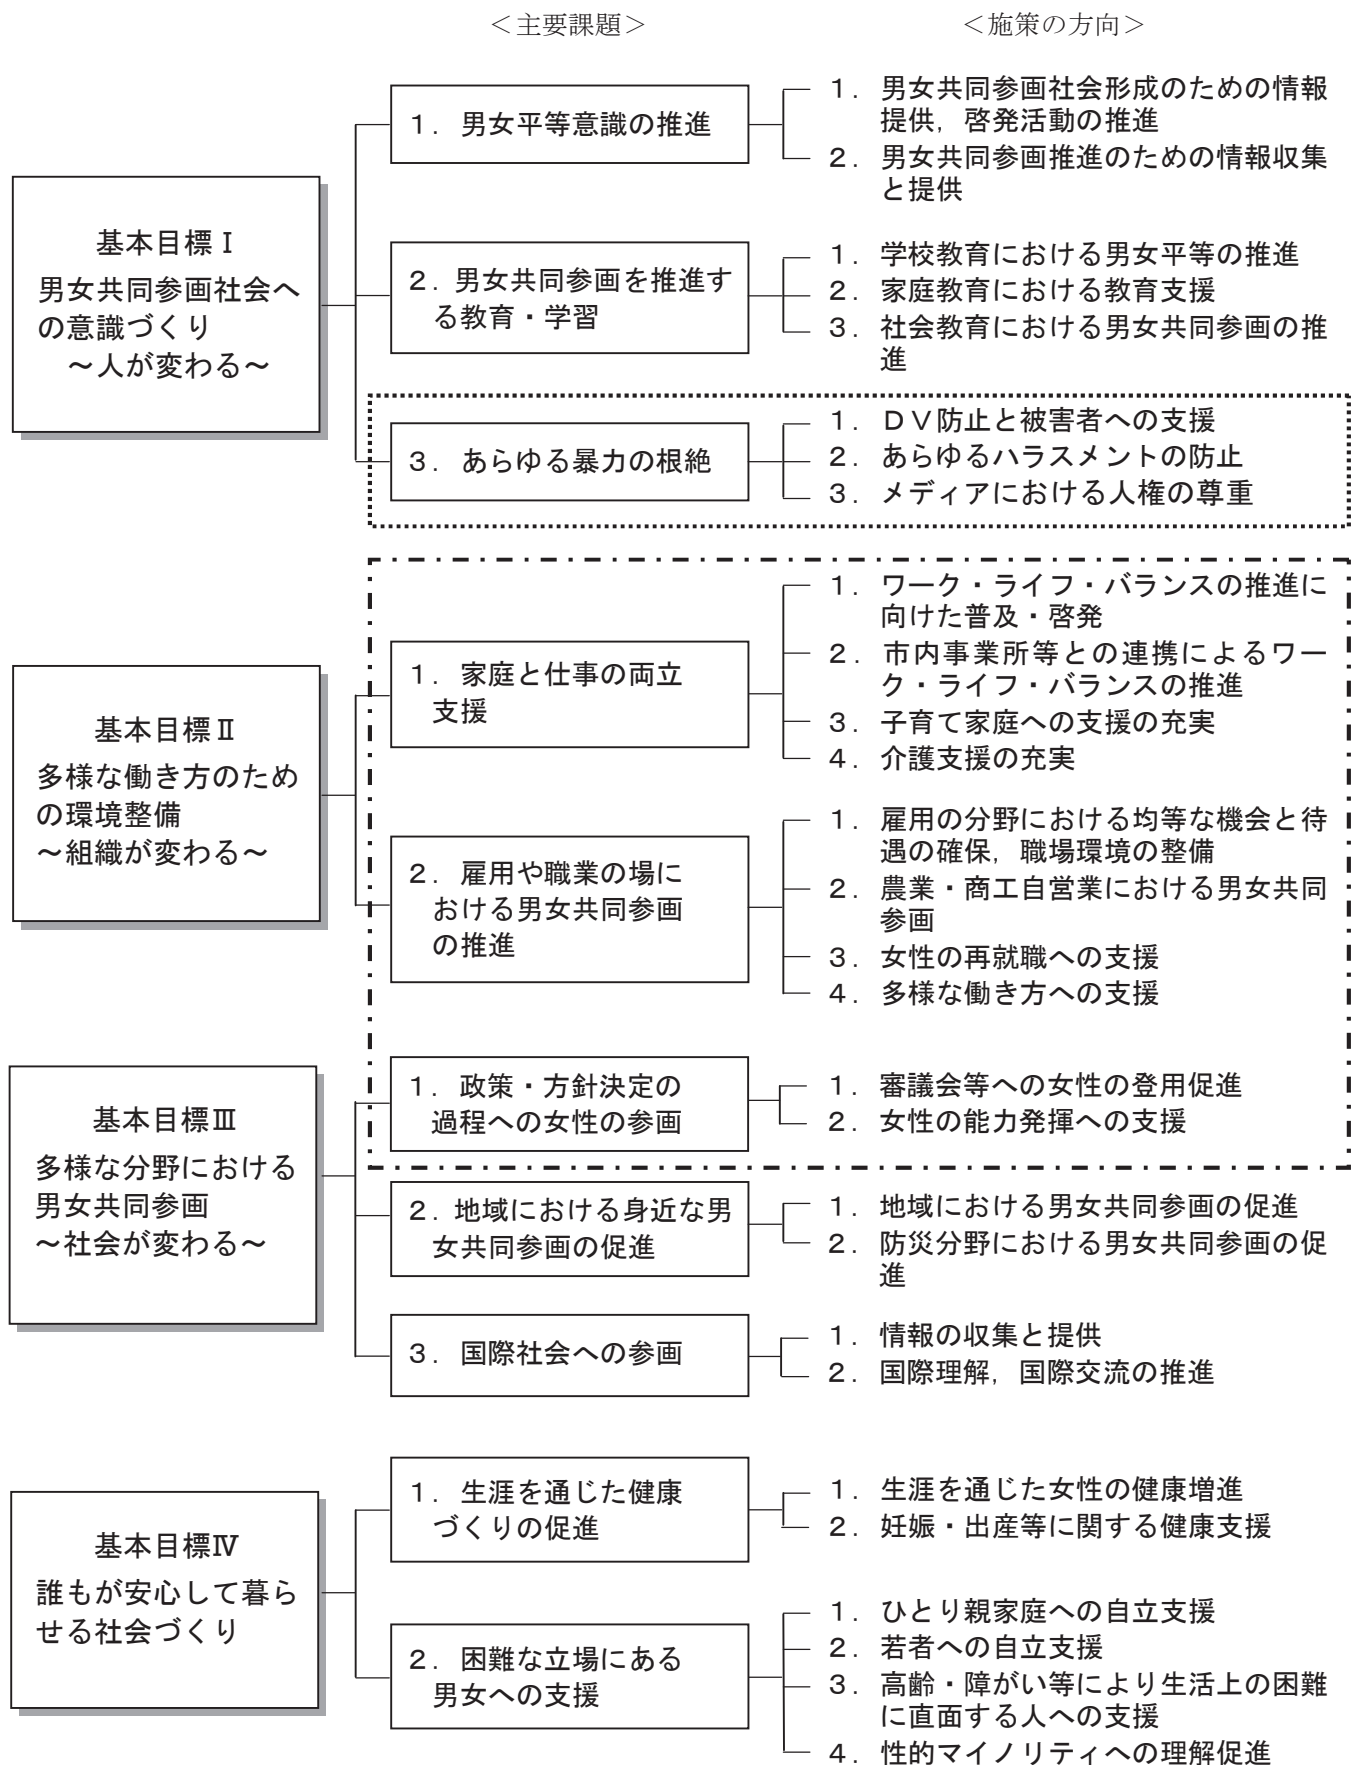 ＜主要課題＞
＜施策の方向＞
基本目標Ⅰ
男女共同参画社会へ
の意識づくり
～人が変わる～
１．男女平等意識の推進
１．男女共同参画社会形成のための情報
提供，啓発活動の推進
２．男女共同参画推進のための情報収集
と提供
２．男女共同参画を推進す
る教育・学習
１．学校教育における男女平等の推進
２．家庭教育における教育支援
３．社会教育における男女共同参画の推
進
３．あらゆる暴力の根絶
１．ＤＶ防止と被害者への支援
２．あらゆるハラスメントの防止
３．メディアにおける人権の尊重
基本目標Ⅱ
多様な働き方のため
の環境整備
～組織が変わる～
１．家庭と仕事の両立
支援
１．ワーク・ライフ・バランスの推進に
向けた普及・啓発
２．市内事業所等との連携によるワー
ク・ライフ・バランスの推進
３．子育て家庭への支援の充実
４．介護支援の充実
２．雇用や職業の場に
おける男女共同参画
の推進
１．雇用の分野における均等な機会と待
遇の確保，職場環境の整備
２．農業・商工自営業における男女共同
参画
３．女性の再就職への支援
４．多様な働き方への支援
基本目標Ⅲ
多様な分野における
男女共同参画
～社会が変わる～
１．政策・方針決定の
過程への女性の参画
１．審議会等への女性の登用促進
２．女性の能力発揮への支援
２．地域における身近な男
女共同参画の促進
１．地域における男女共同参画の促進
２．防災分野における男女共同参画の促
進
３．国際社会への参画
１．情報の収集と提供
２．国際理解，国際交流の推進
基本目標Ⅳ
誰もが安心して暮ら
せる社会づくり
１．生涯を通じた健康
づくりの促進
１．生涯を通じた女性の健康増進
２．妊娠・出産等に関する健康支援
２．困難な立場にある
男女への支援
１．ひとり親家庭への自立支援
２．若者への自立支援
３．高齢・障がい等により生活上の困難
に直面する人への支援
４．性的マイノリティへの理解促進